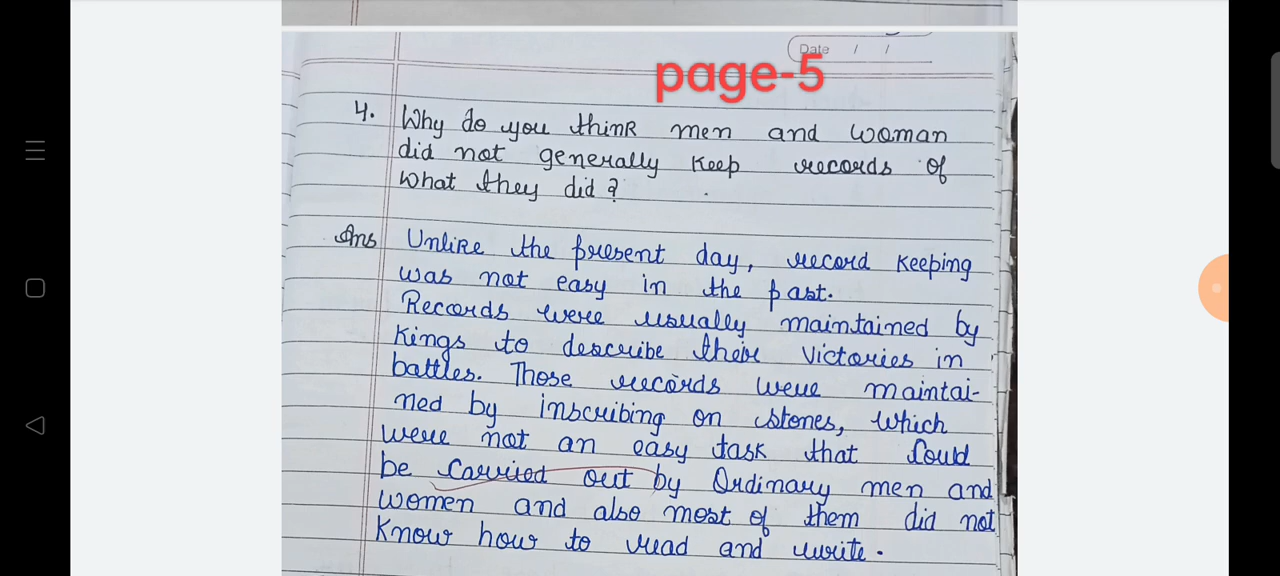 Date / /
page-5
4. Why do you think men and woman
did not generally keep records of
what they did?
Ans Unlike the present day, record keeping
was not easy in the past.
Records were usually maintained by
kings to describe their victories in
battles. Those records were maintai-
ned by inscribing on stones, which
were not an easy task that Could
be Carried out by Ordinary men and
women and also most of them did not
know how to read and write.